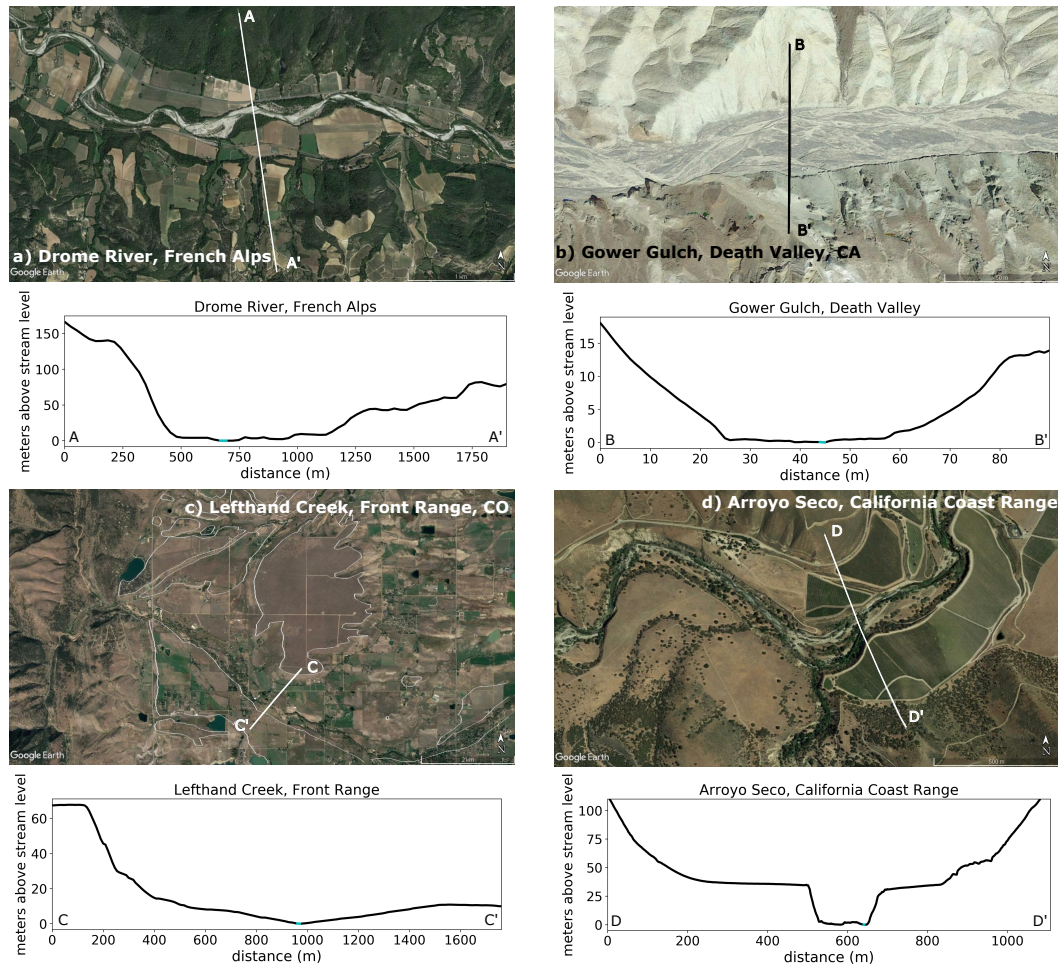 A
A'
a) Drome River, French Alps
Google Earth
1 km
N
B
B'
b) Gower Gulch, Death Valley, CA
Google Earth
N
Drome River, French Alps
meters above stream level
150
100
50
0
A
A'
0 250 500 750 1000 1250 1500 1750
distance (m)
Gower Gulch, Death Valley
meters above stream level
15
10
5
0
B
B'
0 10 20 30 40 50 60 70 80
distance (m)
c) Lefthand Creek, Front Range, CO
C
C'
Google Earth
N
d) Arroyo Seco, California Coast Range
D
D'
Google Earth
500 m
N
Lefthand Creek, Front Range
meters above stream level
60
40
20
0
C
C'
0 200 400 600 800 1000 1200 1400 1600
distance (m)
Arroyo Seco, California Coast Range
meters above stream level
100
75
50
25
0
D
D'
0 200 400 600 800 1000
distance (m)